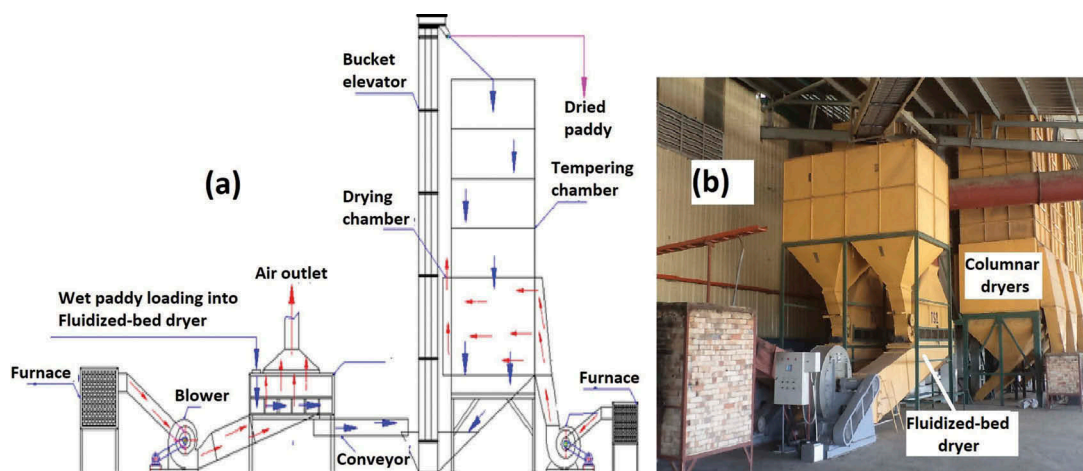 Bucket
elevator
(a)
Dried
paddy
Drying
chamber
Tempering
chamber
Air outlet
Wet paddy loading into
Fluidized-bed dryer
Furnace
Blower
Conveyor
Furnace
(b)
Columnar
dryers
Fluidized-bed
dryer